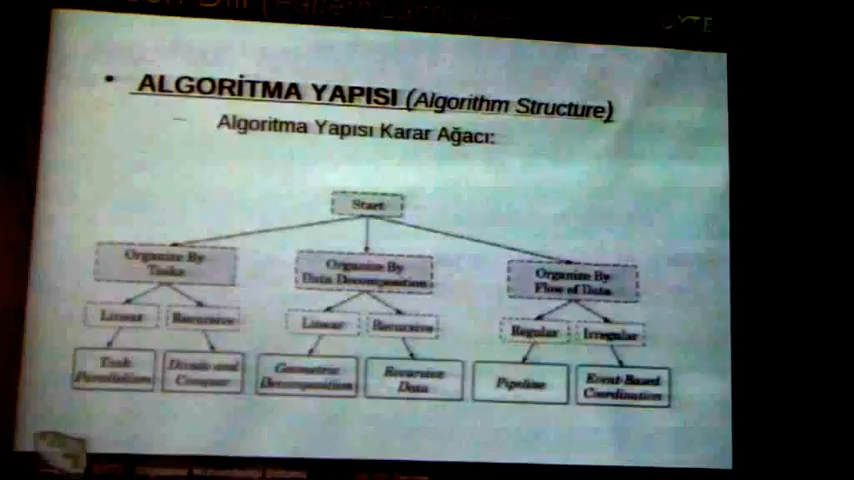 • ALGORİTMA YAPISI (Algorithm Structure)
– Algoritma Yapısı Karar Ağacı:
Start
Organize By
Tasks
Organize By
Data Decomposition
Organize By
Flow of Data
Linear
Recursive
Linear
Recursive
Regular
Irregular
Task
Parallelism
Divide and
Conquer
Geometric
Decomposition
Recursive
Data
Pipeline
Event-Based
Coordination